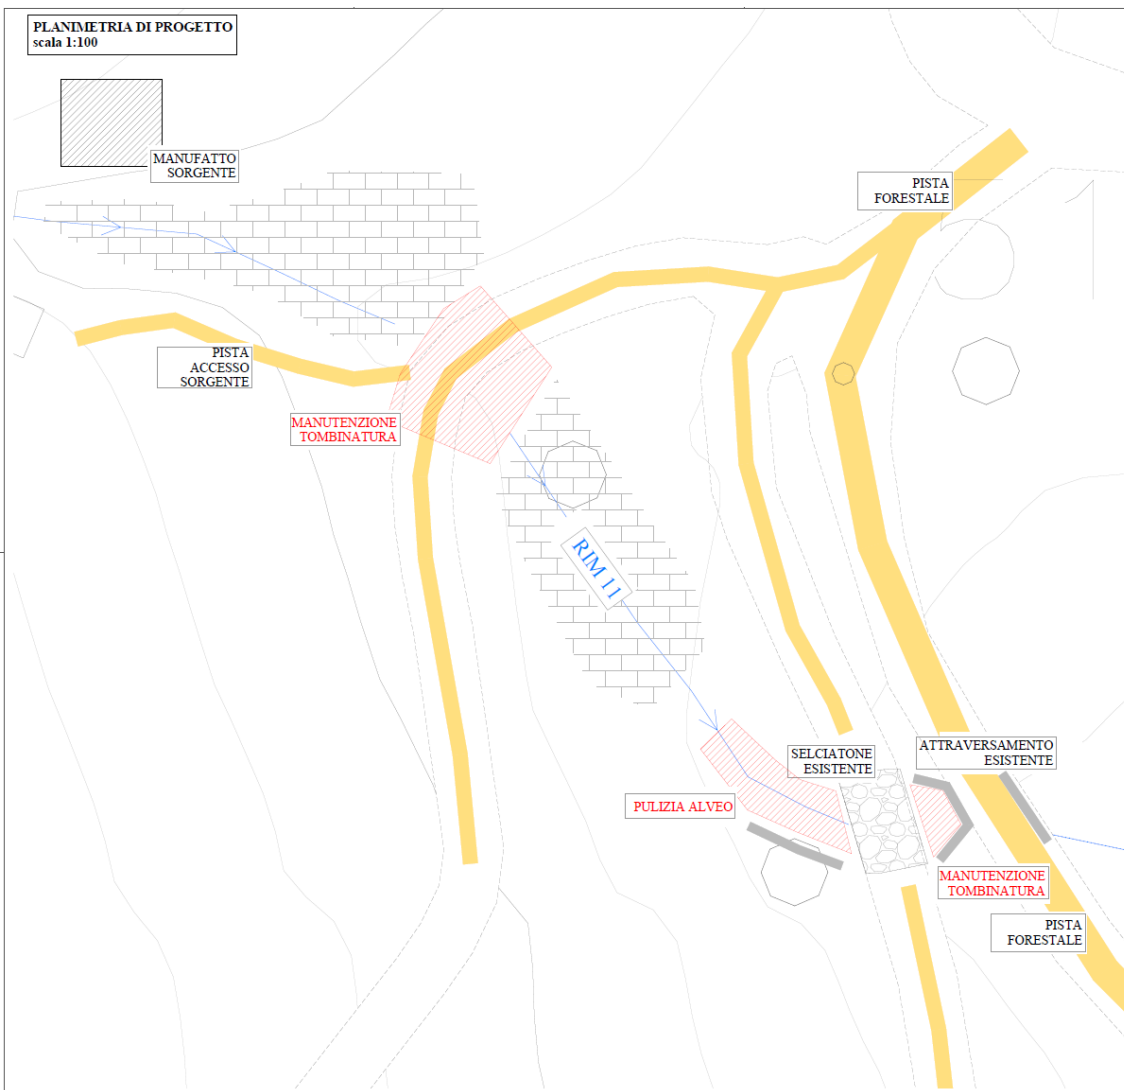 PLANIMETRIA DI PROGETTO
scala 1:100
MANUFATTO
SORGENTE
PISTA
FORESTALE
PISTA
ACCESSO
SORGENTE
MANUTENZIONE
TOMBINATURA
RIM 11
SELCIATONE
ESISTENTE
ATTRAVERSAMENTO
ESISTENTE
PULIZIA ALVEO
MANUTENZIONE
TOMBINATURA
PISTA
FORESTALE